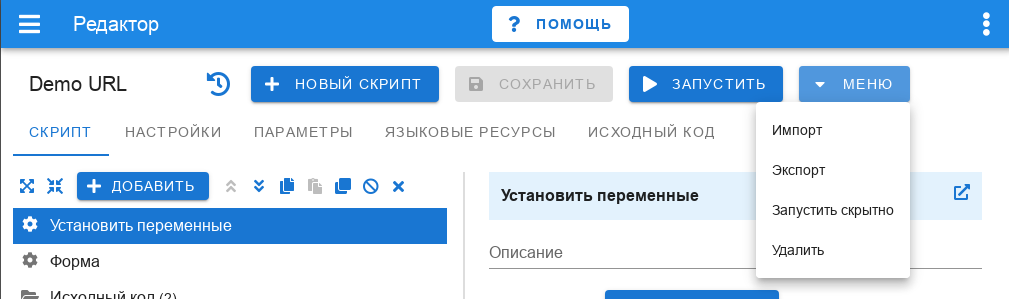 Редактор
? ПОМОЩЬ
Demo URL
НОВЫЙ СКРИПТ
СОХРАНИТЬ
ЗАПУСТИТЬ
МЕНЮ
СКРИПТ
НАСТРОЙКИ
ПАРАМЕТРЫ
ЯЗЫКОВЫЕ РЕСУРСЫ
ИСХОДНЫЙ КОД
Импорт
Экспорт
Запустить скрытно
Удалить
ДОБАВИТЬ
Установить переменные
Форма
Исходный код (2)
Установить переменные
Описание